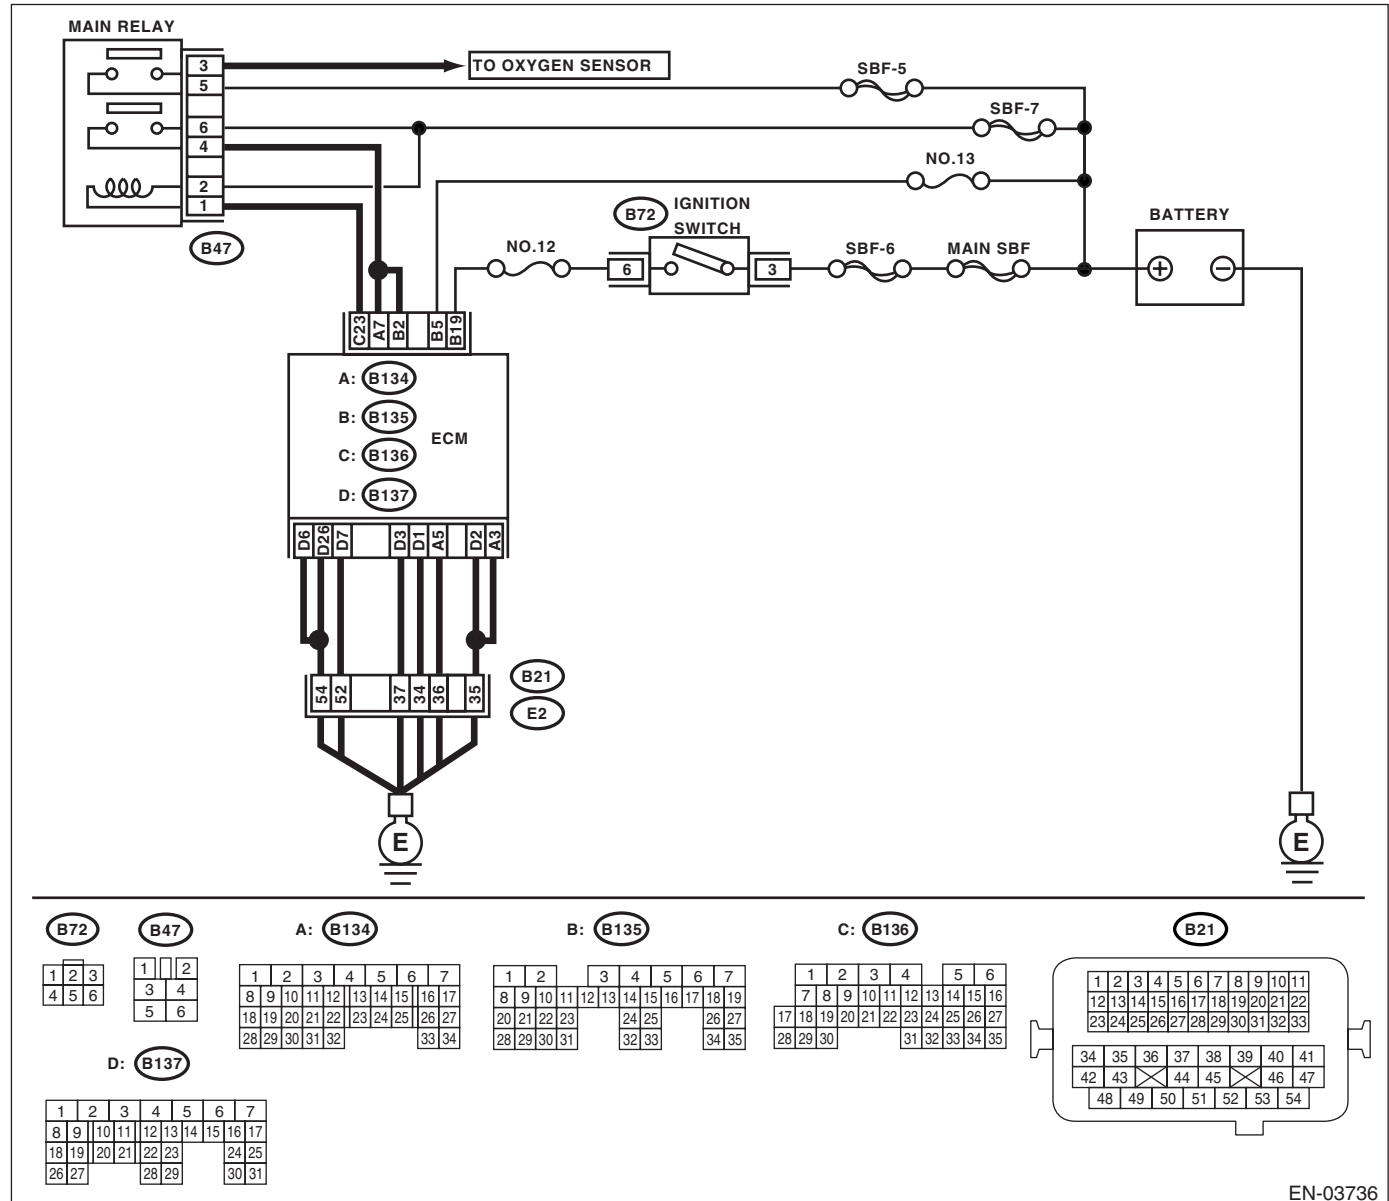 MAIN RELAY
3
TO OXYGEN SENSOR
5
SBF-5
6
SBF-7
4
NO.13
2
1
B47
B72
IGNITION
SWITCH
BATTERY
NO.12
6
3
SBF-6
MAIN SBF
+
−
C23
A7
B2
B5
B19
A: B134
B: B135
ECM
C: B136
D: B137
D6
D26
D7
D3
D1
A5
D2
A3
B21
E2
54
52
37
34
36
35
E
E
B72
1 2 3
4 5 6
B47
1 2
3 4
5 6
A: B134
1 2 3 4 5 6 7
8 9 10 11 12 13 14 15 16 17
18 19 20 21 22 23 24 25 26 27
28 29 30 31 32 33 34
B: B135
1 2 3 4 5 6 7
8 9 10 11 12 13 14 15 16 17 18 19
20 21 22 23 24 25 26 27
28 29 30 31 32 33 34 35
C: B136
1 2 3 4 5 6
7 8 9 10 11 12 13 14 15 16
17 18 19 20 21 22 23 24 25 26 27
28 29 30 31 32 33 34 35
B21
1 2 3 4 5 6 7 8 9 10 11
12 13 14 15 16 17 18 19 20 21 22
23 24 25 26 27 28 29 30 31 32 33
34 35 36 37 38 39 40 41
42 43 44 45 46 47
48 49 50 51 52 53 54
D: B137
1 2 3 4 5 6 7
8 9 10 11 12 13 14 15 16 17
18 19 20 21 22 23 24 25
26 27 28 29 30 31
EN-03736